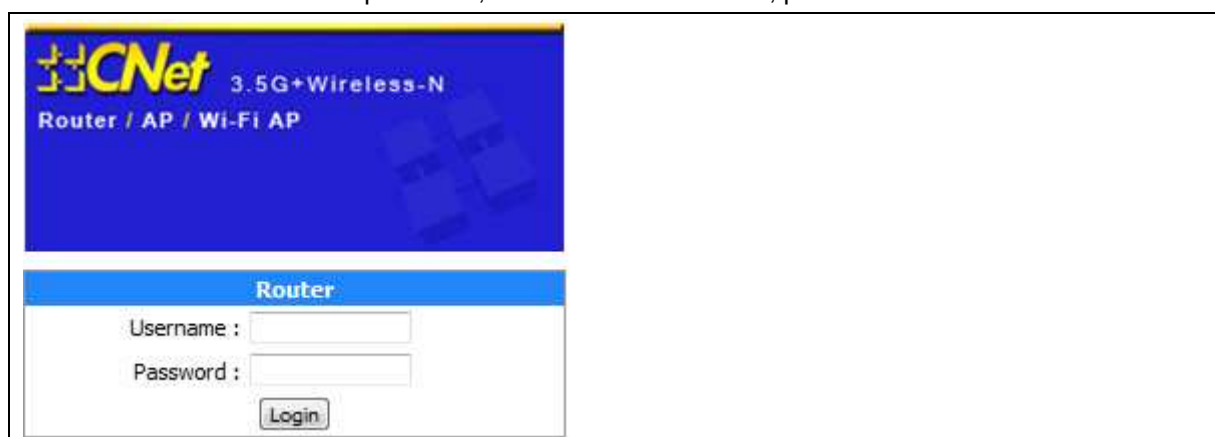 CNet 3.5G+Wireless-N
Router / AP / Wi-Fi AP
Router
Username :
Password :
Login